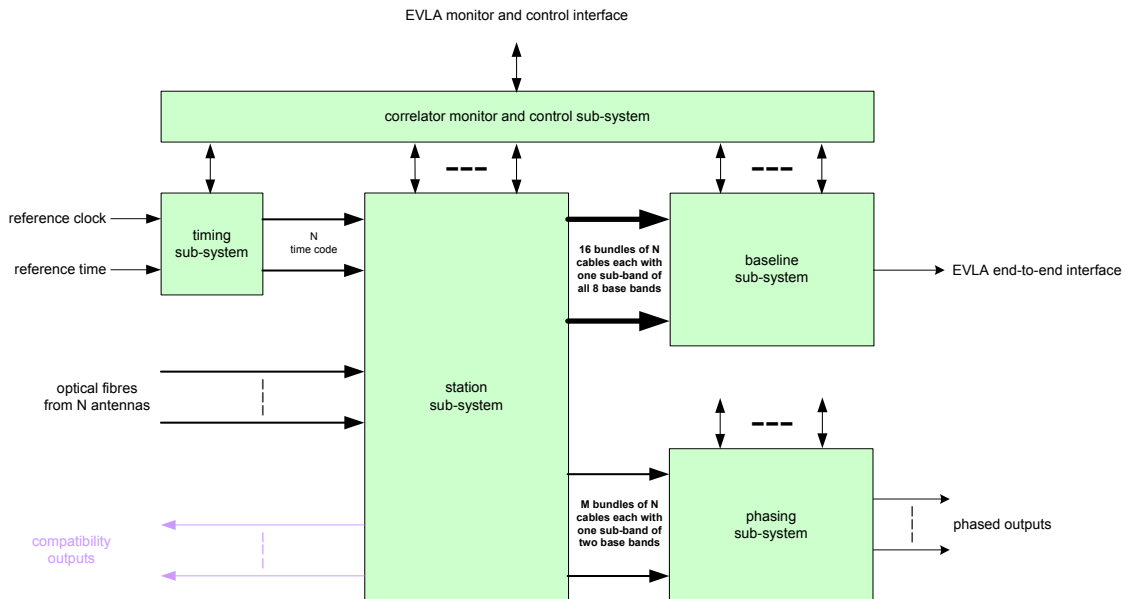 EVLA monitor and control interface
correlator monitor and control sub-system
reference clock
reference time
timing
sub-system
N
time code
16 bundles of N
cables each with
one sub-band of
all 8 base bands
baseline
sub-system
EVLA end-to-end interface
optical fibres
from N antennas
station
sub-system
compatibility
outputs
M bundles of N
cables each with
one sub-band of
two base bands
phasing
sub-system
phased outputs